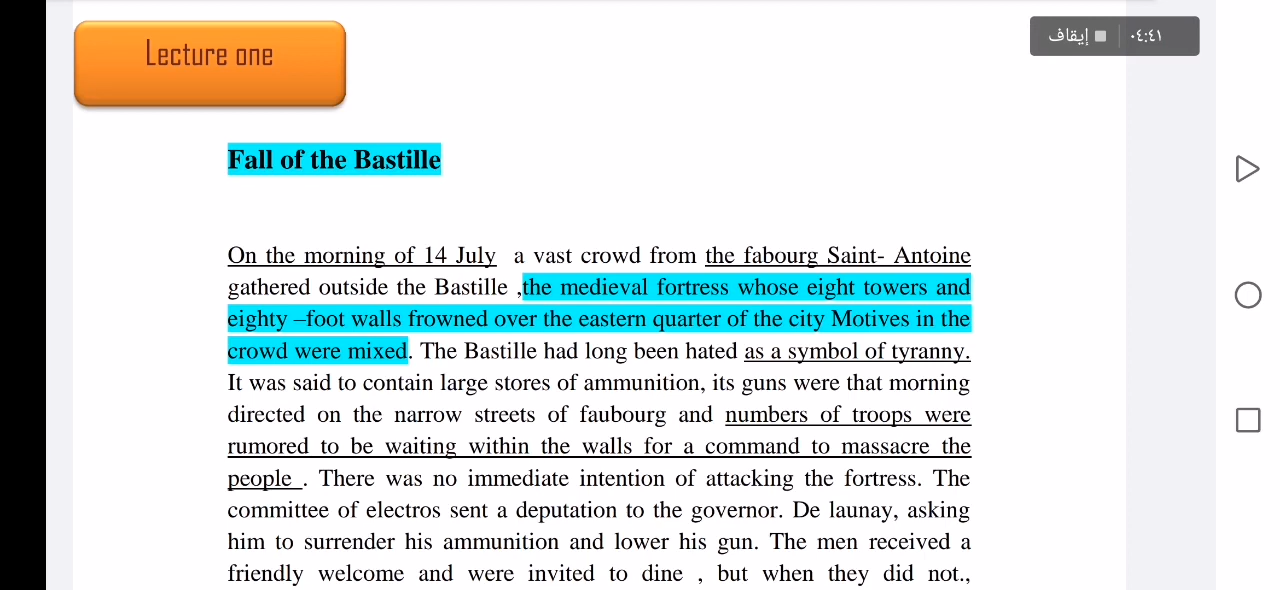 Lecture one
إيقاف ٠٤:٤١
Fall of the Bastille
On the morning of 14 July a vast crowd from the fabourg Saint- Antoine
gathered outside the Bastille ,the medieval fortress whose eight towers and
eighty –foot walls frowned over the eastern quarter of the city Motives in the
crowd were mixed. The Bastille had long been hated as a symbol of tyranny.
It was said to contain large stores of ammunition, its guns were that morning
directed on the narrow streets of faubourg and numbers of troops were
rumored to be waiting within the walls for a command to massacre the
people . There was no immediate intention of attacking the fortress. The
committee of electros sent a deputation to the governor. De launay, asking
him to surrender his ammunition and lower his gun. The men received a
friendly welcome and were invited to dine , but when they did not.,